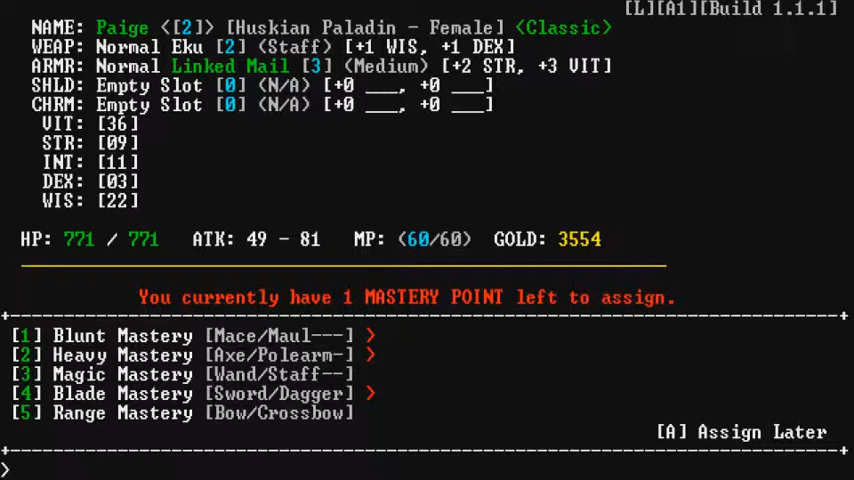 [L][A1][Build 1.1.1]
NAME: Paige <[2]> [Huskian Paladin - Female] <Classic>
WEAP: Normal Eku [2] (Staff) [+1 WIS, +1 DEX]
ARMR: Normal Linked Mail [3] (Medium) [+2 STR, +3 VIT]
SHLD: Empty Slot [0] (N/A) [+0 ___, +0 ___]
CHRM: Empty Slot [0] (N/A) [+0 ___, +0 ___]
VIT: [36]
STR: [09]
INT: [11]
DEX: [03]
WIS: [22]
HP: 771 / 771 ATK: 49 - 81 MP: (60/60) GOLD: 3554
You currently have 1 MASTERY POINT left to assign.
[1] Blunt Mastery [Mace/Maul---] >
[2] Heavy Mastery [Axe/Polearm-] >
[3] Magic Mastery [Wand/Staff--]
[4] Blade Mastery [Sword/Dagger] >
[5] Range Mastery [Bow/Crossbow]
[A] Assign Later
>